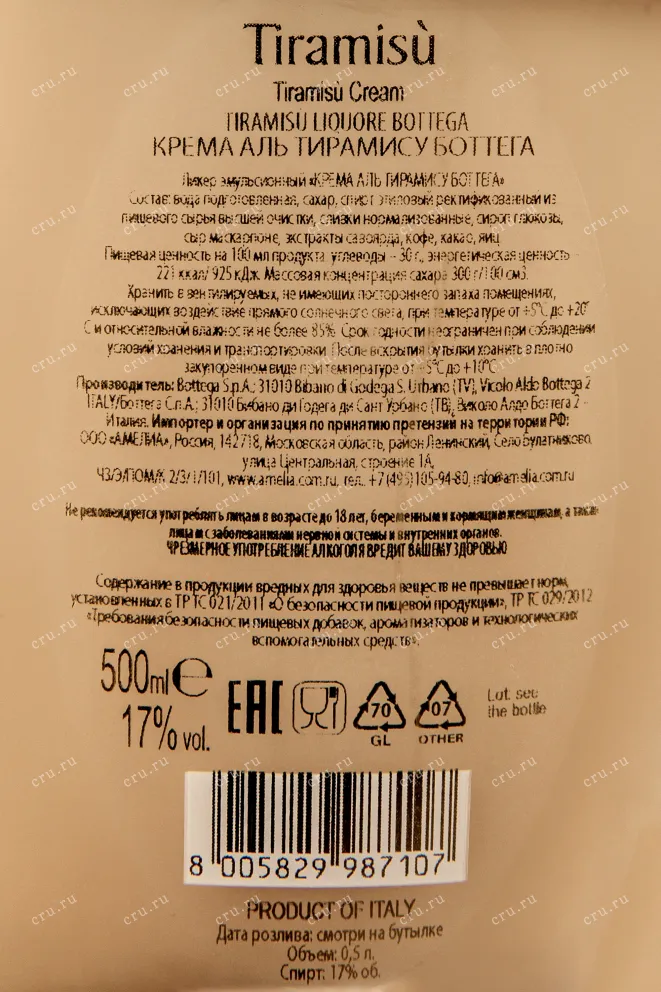 Tiramisù
Tiramisù Cream
TIRAMISU LIQUORE BOTTEGA
КРЕМА АЛЬ ТИРАМИСУ БОТТЕГА
Ликер эмульсионный «КРЕМА АЛЬ ТИРАМИСУ БОТТЕГА»
Состав: вода подготовленная, сахар, спирт этиловый ректификованный из
пищевого сырья высшей очистки, сливки нормализованные, сироп глюкозы,
сыр маскарпоне, экстракты савоярда, кофе, какао, яиц
Пищевая ценность на 100 мл продукта: углеводы – 30 г, энергетическая ценность –
221 ккал/ 925 кДж. Массовая концентрация сахара 300 г/100 см3.
Хранить в вентилируемых, не имеющих постороннего запаха помещениях,
исключающих воздействие прямого солнечного света, при температуре от +5°С до +20°
С и относительной влажности не более 85%. Срок годности неограничен при соблюдении
условий хранения и транспортировки. После вскрытия бутылки хранить в плотно
закупоренном виде при температуре от +5°С до +10°С
Производитель: Bottega S.p.A.; 31010 Bibano di Godega S. Urbano (TV), Vicolo Aldo Bottega 2
ITALY/Боттега С.п.А.; 31010 Бибано ди Годега ди Сант Урбано (ТВ), Виколо Алдо Боттега 2 -
Италия. Импортер и организация по принятию претензий на территории РФ:
ООО «АМЕЛИА», Россия, 142718, Московская область, район Ленинский, Село Булатниково,
улица Центральная, строение 1А,
ЧЗ/ЭЛ/ПОМ/К. 2/3/1/101, www.amelia.com.ru, тел. +7(495)105-94-80, info@amelia.com.ru
Не рекомендуется употреблять лицам в возрасте до 18 лет, беременным и кормящим женщинам, а также
лицам с заболеваниями нервной системы и внутренних органов.
ЧРЕЗМЕРНОЕ УПОТРЕБЛЕНИЕ АЛКОГОЛЯ ВРЕДИТ ВАШЕМУ ЗДОРОВЬЮ
Содержание в продукции вредных для здоровья веществ не превышает норм,
установленных в ТР ТС 021/2011 «О безопасности пищевой продукции», ТР ТС 029/2012
«Требования безопасности пищевых добавок, ароматизаторов и технологических
вспомогательных средств».
500ml ℮
17% vol.
EAC
70
GL
07
OTHER
Lot. see
the bottle
8 005829 987107
PRODUCT OF ITALY
Дата розлива: смотри на бутылке
Объем: 0,5 л.
Спирт: 17% об.